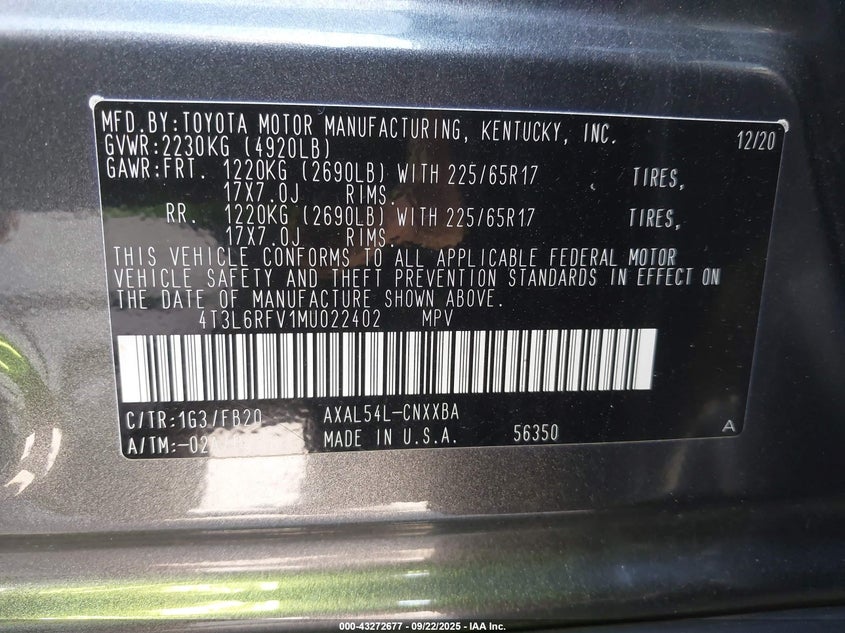 MFD.BY:TOYOTA MOTOR MANUFACTURING, KENTUCKY, INC. 12/20
GVWR:2230KG (4920LB)
GAWR:FRT. 1220KG (2690LB) WITH 225/65R17 TIRES,
17X7.0J RIMS.
RR. 1220KG (2690LB) WITH 225/65R17 TIRES,
17X7.0J RIMS.
THIS VEHICLE CONFORMS TO ALL APPLICABLE FEDERAL MOTOR
VEHICLE SAFETY AND THEFT PREVENTION STANDARDS IN EFFECT ON
THE DATE OF MANUFACTURE SHOWN ABOVE.
4T3L6RFV1MU022402 MPV
C/TR:1G3/FB20 AXAL54L-CNXXBA
A/TM: MADE IN U.S.A. 56350 A
000-43272677 - 09/22/2025 - IAA Inc.